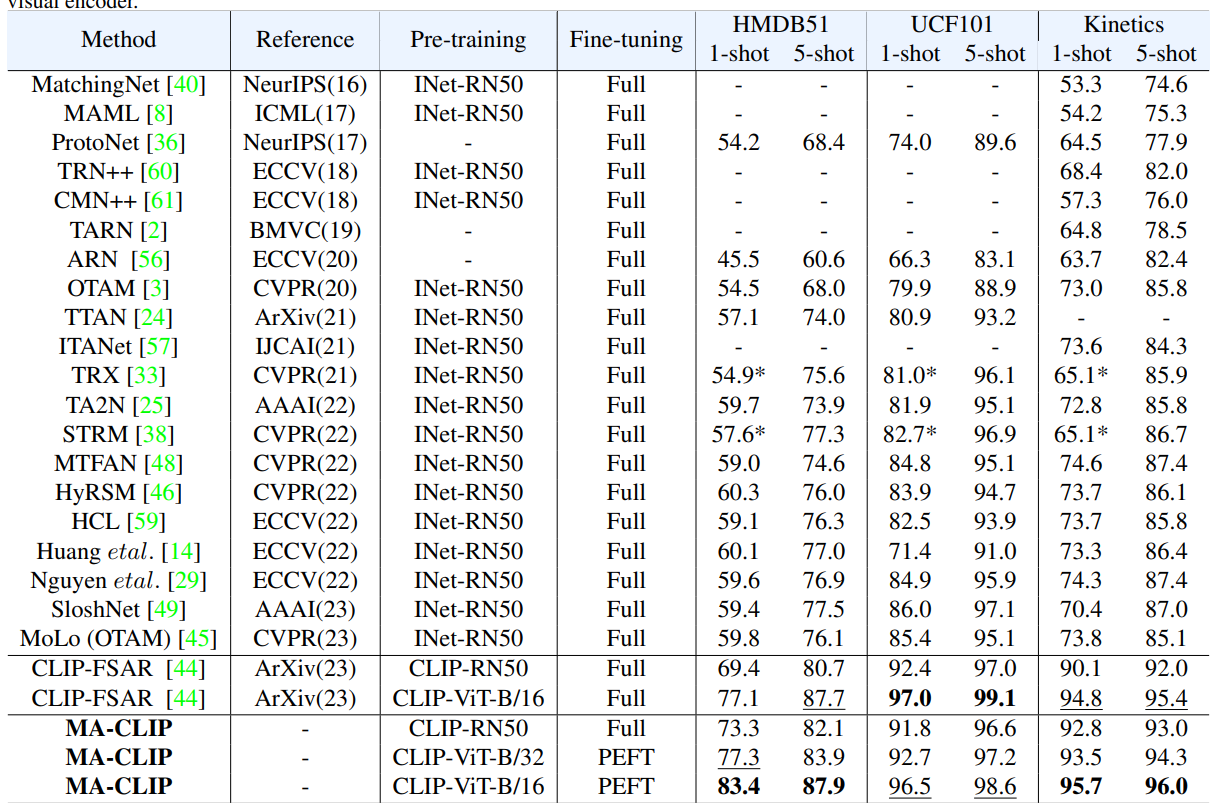 visual encoder.
Method Reference Pre-training Fine-tuning HMDB51 UCF101 Kinetics
1-shot 5-shot 1-shot 5-shot 1-shot 5-shot
MatchingNet [40] NeurIPS(16) INet-RN50 Full - - - - 53.3 74.6
MAML [8] ICML(17) INet-RN50 Full - - - - 54.2 75.3
ProtoNet [36] NeurIPS(17) - Full 54.2 68.4 74.0 89.6 64.5 77.9
TRN++ [60] ECCV(18) INet-RN50 Full - - - - 68.4 82.0
CMN++ [61] ECCV(18) INet-RN50 Full - - - - 57.3 76.0
TARN [2] BMVC(19) - Full - - - - 64.8 78.5
ARN [56] ECCV(20) - Full 45.5 60.6 66.3 83.1 63.7 82.4
OTAM [3] CVPR(20) INet-RN50 Full 54.5 68.0 79.9 88.9 73.0 85.8
TTAN [24] ArXiv(21) INet-RN50 Full 57.1 74.0 80.9 93.2 - -
ITANet [57] IJCAI(21) INet-RN50 Full - - - - 73.6 84.3
TRX [33] CVPR(21) INet-RN50 Full 54.9* 75.6 81.0* 96.1 65.1* 85.9
TA2N [25] AAAI(22) INet-RN50 Full 59.7 73.9 81.9 95.1 72.8 85.8
STRM [38] CVPR(22) INet-RN50 Full 57.6* 77.3 82.7* 96.9 65.1* 86.7
MTFAN [48] CVPR(22) INet-RN50 Full 59.0 74.6 84.8 95.1 74.6 87.4
HyRSM [46] CVPR(22) INet-RN50 Full 60.3 76.0 83.9 94.7 73.7 86.1
HCL [59] ECCV(22) INet-RN50 Full 59.1 76.3 82.5 93.9 73.7 85.8
Huang etal. [14] ECCV(22) INet-RN50 Full 60.1 77.0 71.4 91.0 73.3 86.4
Nguyen etal. [29] ECCV(22) INet-RN50 Full 59.6 76.9 84.9 95.9 74.3 87.4
SloshNet [49] AAAI(23) INet-RN50 Full 59.4 77.5 86.0 97.1 70.4 87.0
MoLo (OTAM) [45] CVPR(23) INet-RN50 Full 59.8 76.1 85.4 95.1 73.8 85.1
CLIP-FSAR [44] ArXiv(23) CLIP-RN50 Full 69.4 80.7 92.4 97.0 90.1 92.0
CLIP-FSAR [44] ArXiv(23) CLIP-ViT-B/16 Full 77.1 87.7 97.0 99.1 94.8 95.4
MA-CLIP - CLIP-RN50 Full 73.3 82.1 91.8 96.6 92.8 93.0
MA-CLIP - CLIP-ViT-B/32 PEFT 77.3 83.9 92.7 97.2 93.5 94.3
MA-CLIP - CLIP-ViT-B/16 PEFT 83.4 87.9 96.5 98.6 95.7 96.0